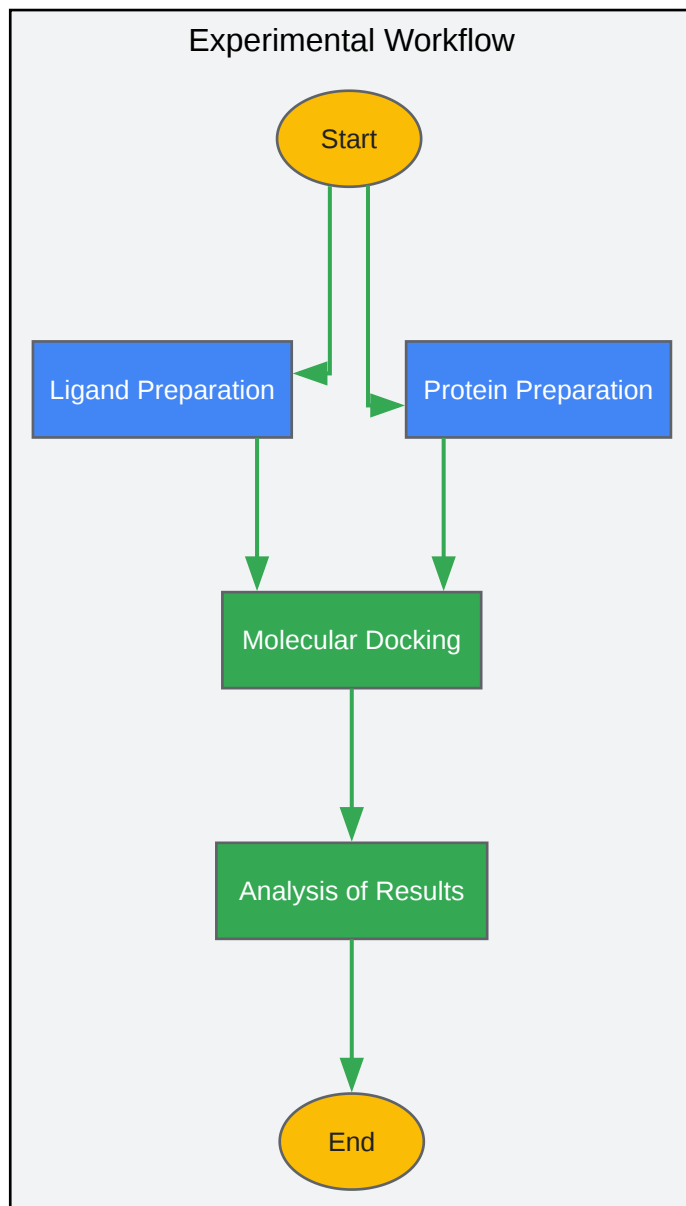 Experimental Workflow
Start
Ligand Preparation
Protein Preparation
Molecular Docking
Analysis of Results
End